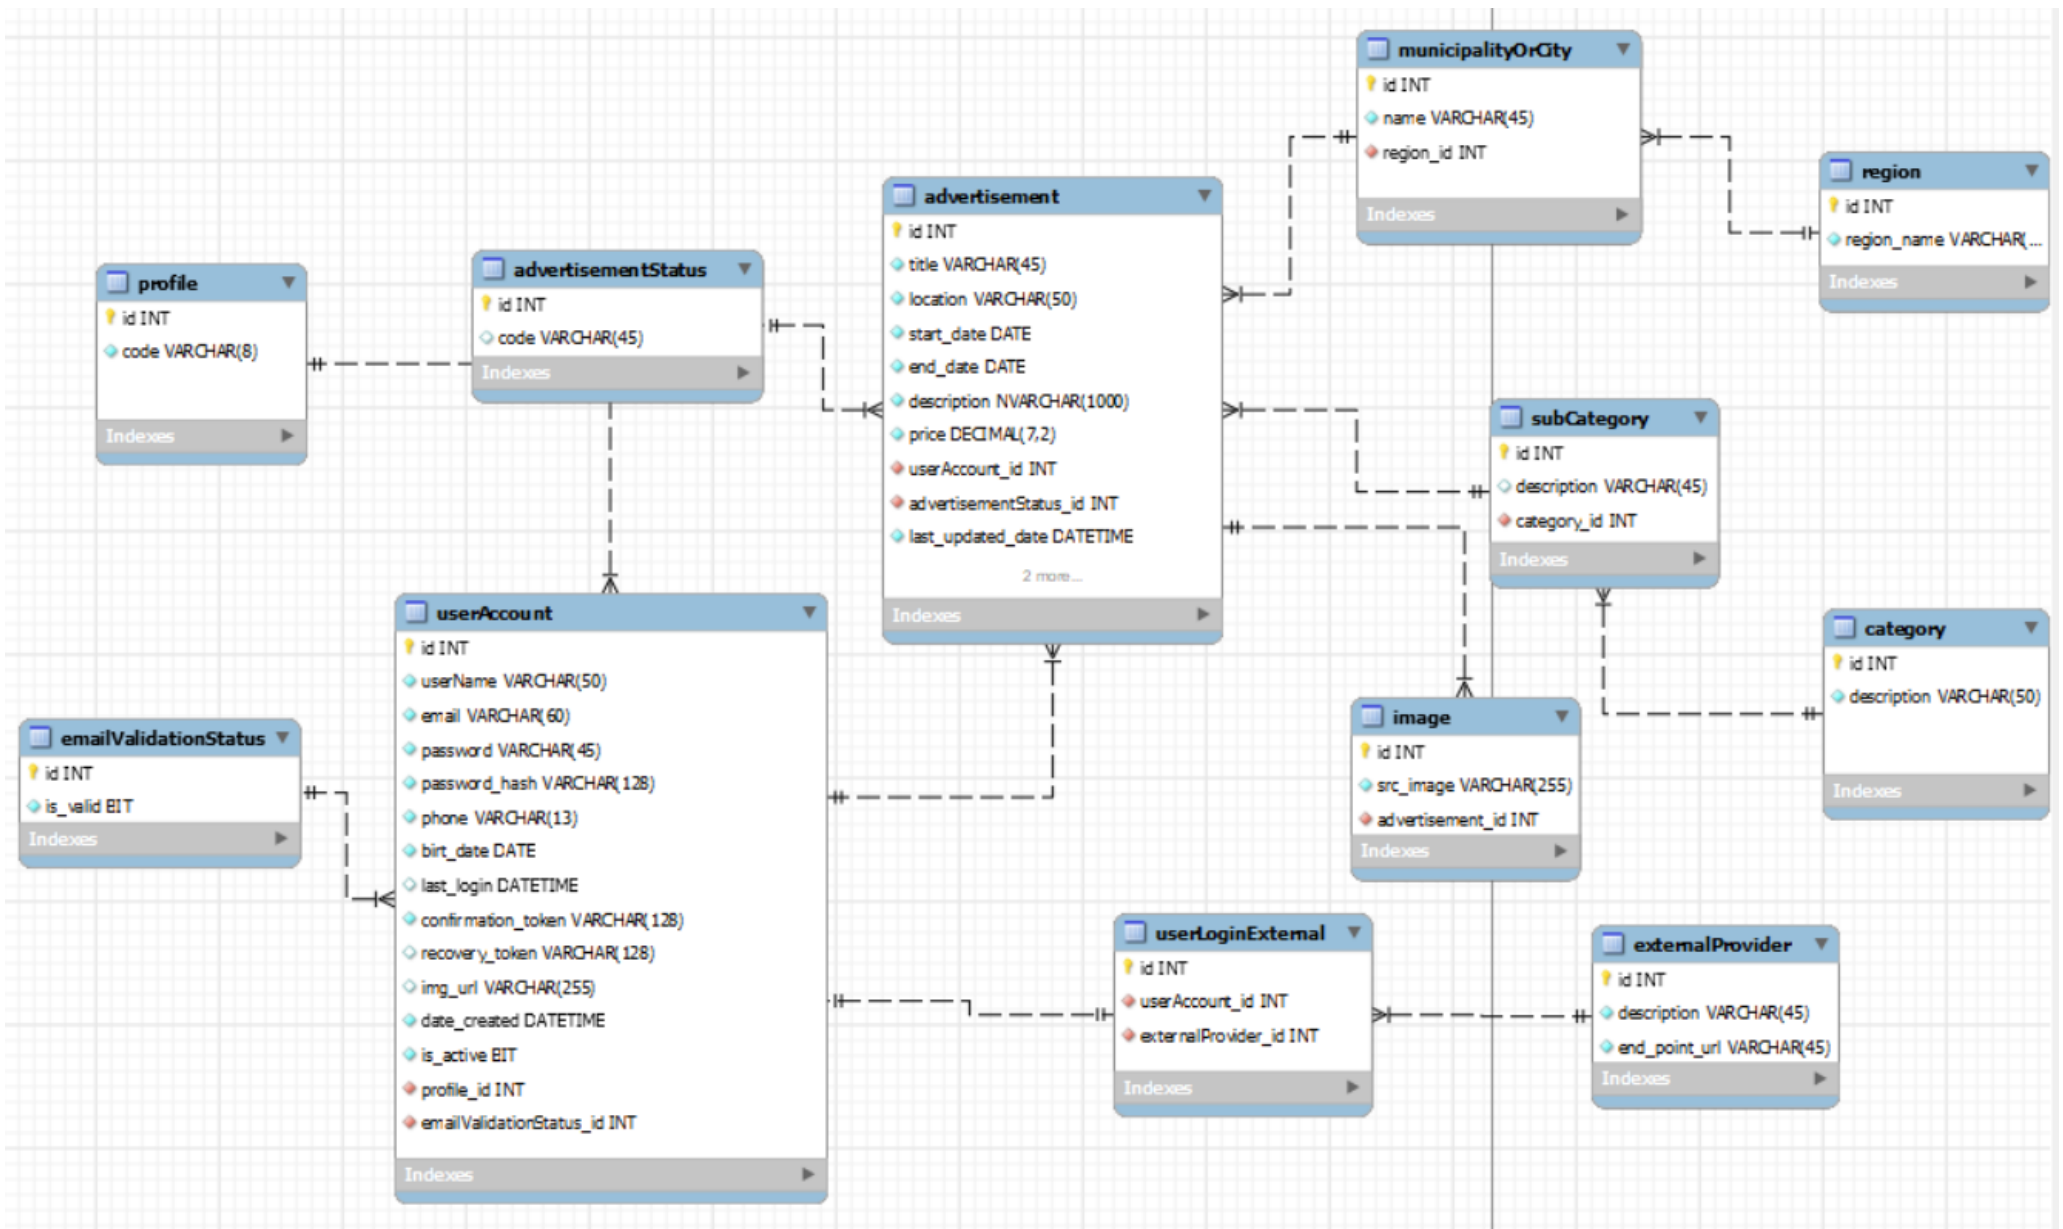 municipalityOrCity
id INT
name VARCHAR(45)
region_id INT
Indexes
region
id INT
region_name VARCHAR(...
Indexes
advertisement
id INT
title VARCHAR(45)
location VARCHAR(50)
start_date DATE
end_date DATE
description NVARCHAR(1000)
price DECIMAL(7,2)
userAccount_id INT
advertisementStatus_id INT
last_updated_date DATETIME
2 more...
Indexes
advertisementStatus
id INT
code VARCHAR(45)
Indexes
profile
id INT
code VARCHAR(8)
Indexes
subCategory
id INT
description VARCHAR(45)
category_id INT
Indexes
userAccount
id INT
userName VARCHAR(50)
email VARCHAR(60)
password VARCHAR(45)
password_hash VARCHAR(128)
phone VARCHAR(13)
birt_date DATE
last_login DATETIME
confirmation_token VARCHAR(128)
recovery_token VARCHAR(128)
img_url VARCHAR(255)
date_created DATETIME
is_active BIT
profile_id INT
emailValidationStatus_id INT
Indexes
category
id INT
description VARCHAR(50)
Indexes
emailValidationStatus
id INT
is_valid BIT
Indexes
image
id INT
src_image VARCHAR(255)
advertisement_id INT
Indexes
userLoginExternal
id INT
userAccount_id INT
externalProvider_id INT
Indexes
externalProvider
id INT
description VARCHAR(45)
end_point_url VARCHAR(45)
Indexes